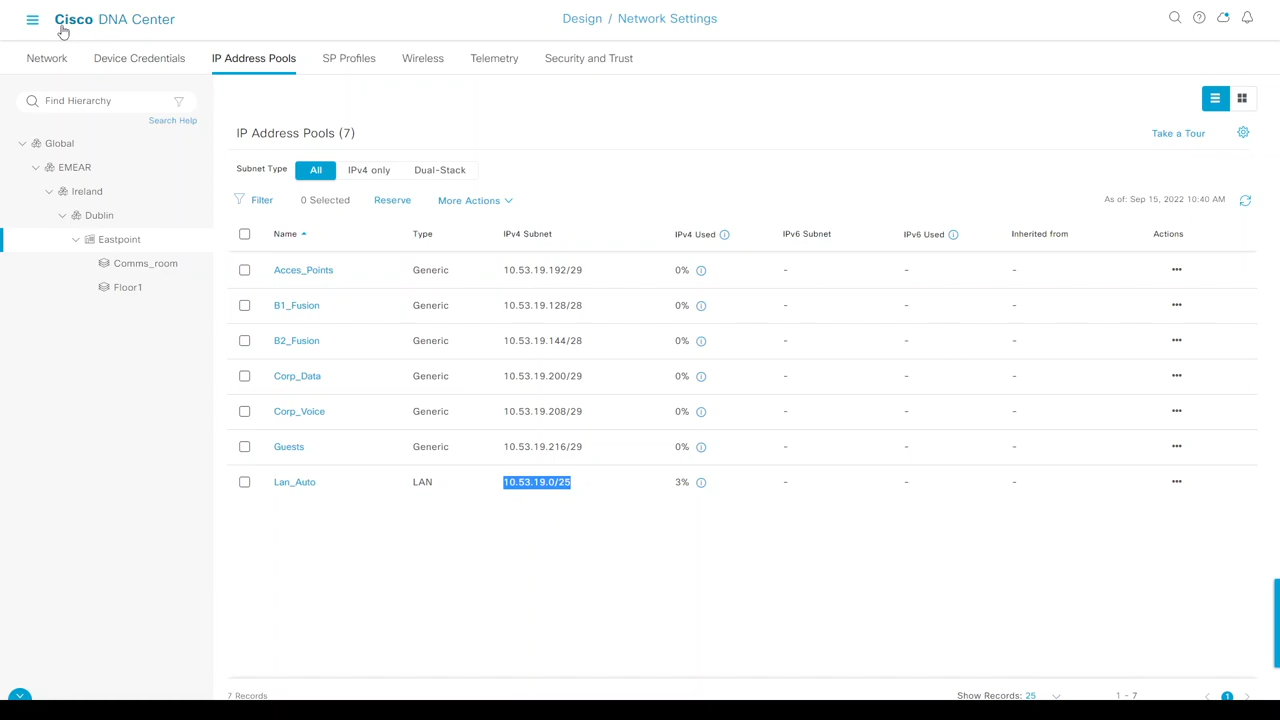 Cisco DNA Center
Design / Network Settings
Network Device Credentials IP Address Pools SP Profiles Wireless Telemetry Security and Trust
Find Hierarchy
Search Help
Global
EMEAR
Ireland
Dublin
Eastpoint
Comms_room
Floor1
IP Address Pools (7)
Take a Tour
Subnet Type All IPv4 only Dual-Stack
Filter 0 Selected Reserve More Actions
As of: Sep 15, 2022 10:40 AM
Name Type IPv4 Subnet IPv4 Used IPv6 Subnet IPv6 Used Inherited from Actions
Acces_Points Generic 10.53.19.192/29 0% - - - •••
B1_Fusion Generic 10.53.19.128/28 0% - - - •••
B2_Fusion Generic 10.53.19.144/28 0% - - - •••
Corp_Data Generic 10.53.19.200/29 0% - - - •••
Corp_Voice Generic 10.53.19.208/29 0% - - - •••
Guests Generic 10.53.19.216/29 0% - - - •••
Lan_Auto LAN 10.53.19.0/25 3% - - - •••
7 Records
Show Records: 25 1 - 7 1